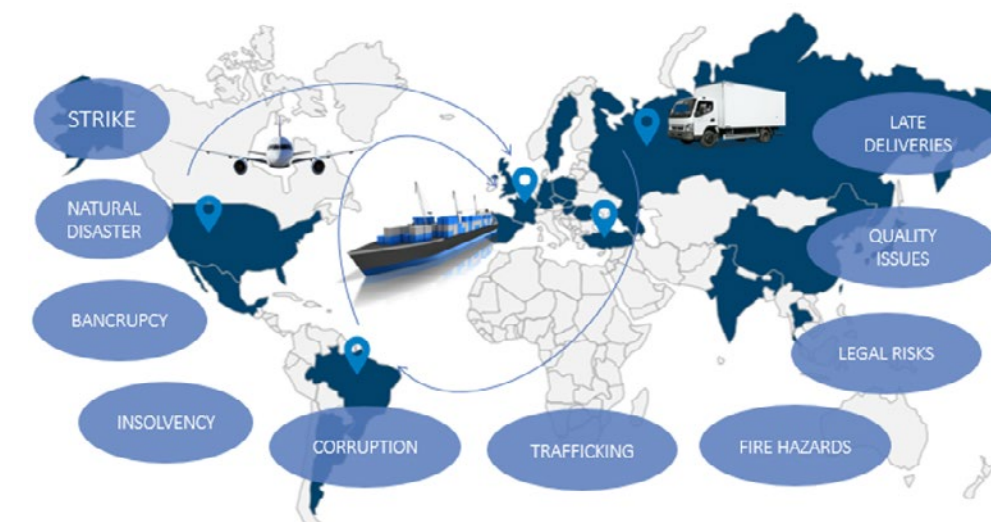 STRIKE
NATURAL
DISASTER
BANCRUPCY
INSOLVENCY
CORRUPTION
TRAFFICKING
FIRE HAZARDS
LEGAL RISKS
QUALITY
ISSUES
LATE
DELIVERIES